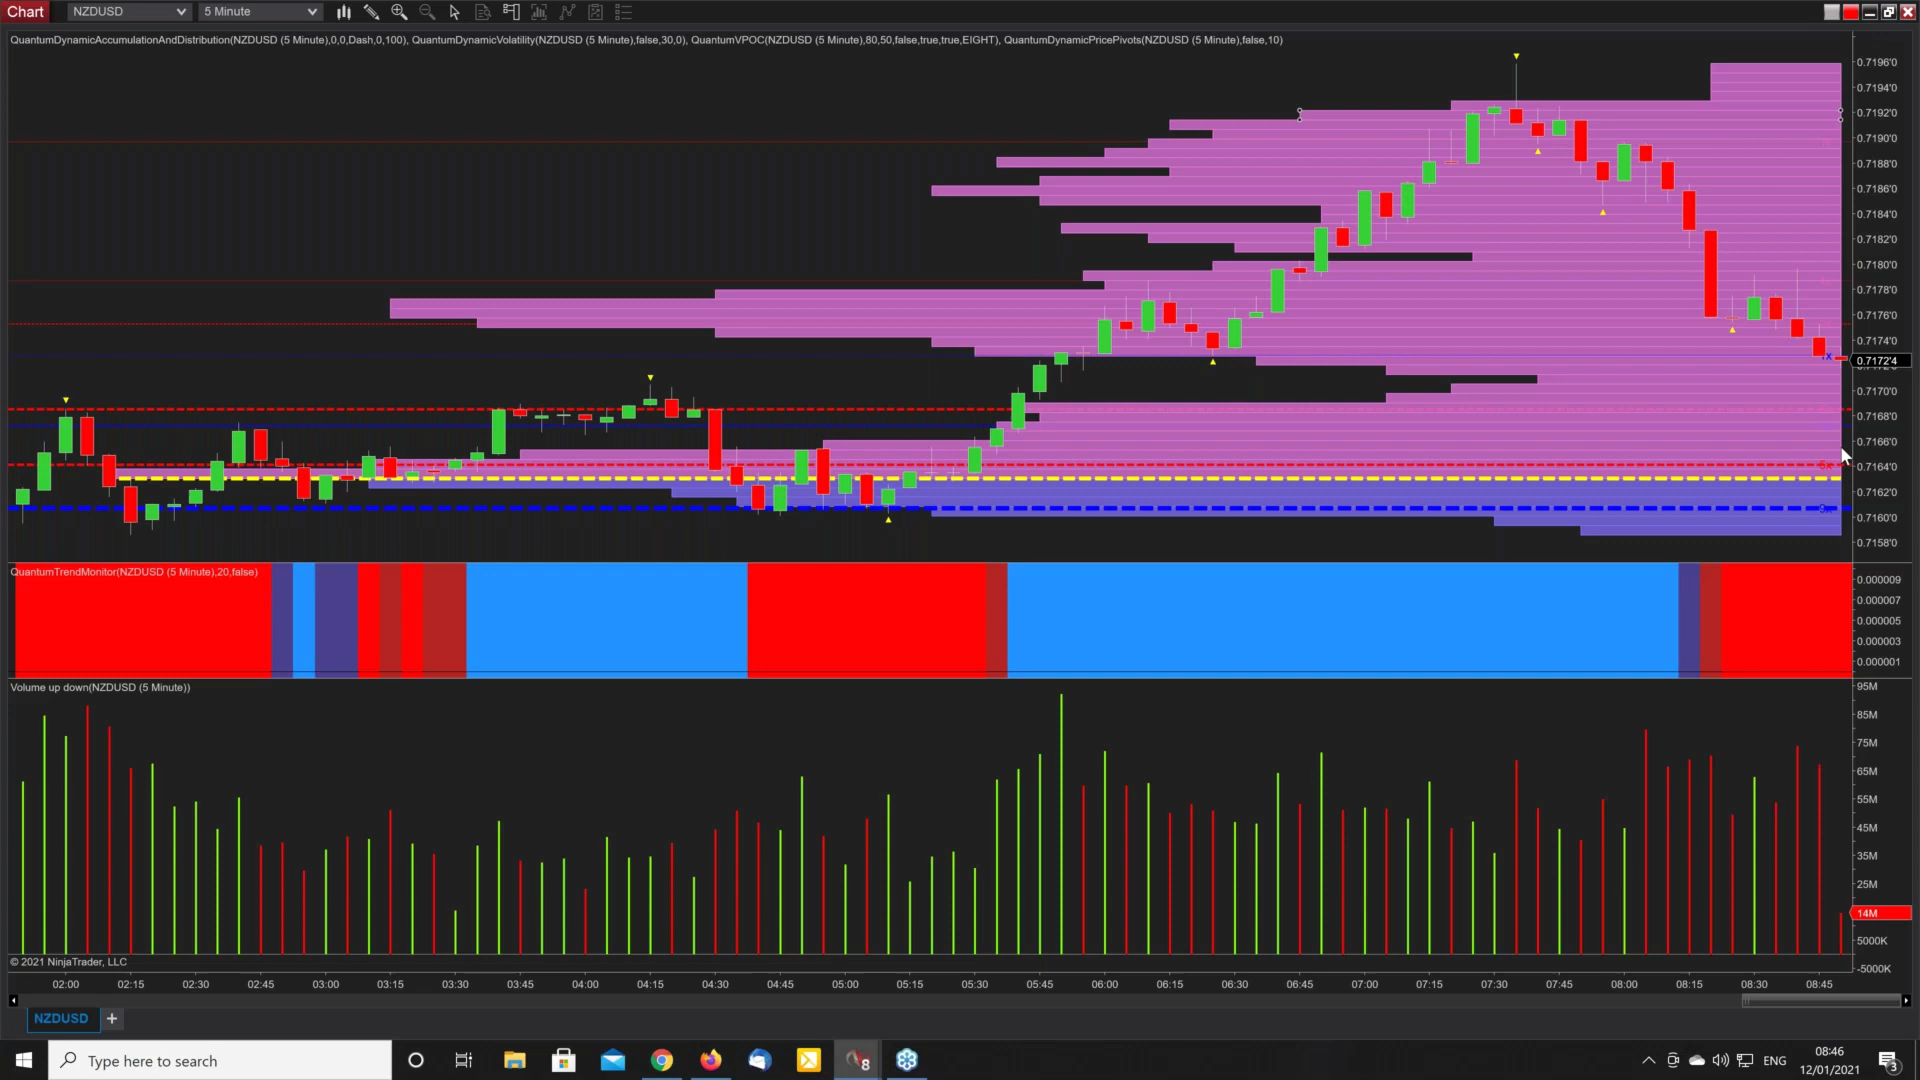 Chart NZDUSD 5 Minute
QuantumDynamicAccumulationAndDistribution(NZDUSD (5 Minute),0,0,Dash,0,100), QuantumDynamicVolatility(NZDUSD (5 Minute),false,30,0), QuantumVPOC(NZDUSD (5 Minute),80,50,false,true,true,EIGHT), QuantumDynamicPricePivots(NZDUSD (5 Minute),false,10)
0.7196'0
0.7194'0
0.7192'0
0.7190'0
0.7188'0
0.7186'0
0.7184'0
0.7182'0
0.7180'0
0.7178'0
0.7176'0
0.7174'0
0.7172'4
0.7170'0
0.7168'0
0.7166'0
0.7164'0
0.7162'0
0.7160'0
0.7158'0
QuantumTrendMonitor(NZDUSD (5 Minute),20,false)
0.000009
0.000007
0.000005
0.000003
0.000001
Volume up down(NZDUSD (5 Minute))
95M
85M
75M
65M
55M
45M
35M
25M
14M
5000K
-5000K
© 2021 NinjaTrader, LLC
02:00 02:15 02:30 02:45 03:00 03:15 03:30 03:45 04:00 04:15 04:30 04:45 05:00 05:15 05:30 05:45 06:00 06:15 06:30 06:45 07:00 07:15 07:30 07:45 08:00 08:15 08:30 08:45
NZDUSD +
Type here to search
8
ENG
08:46
12/01/2021
3